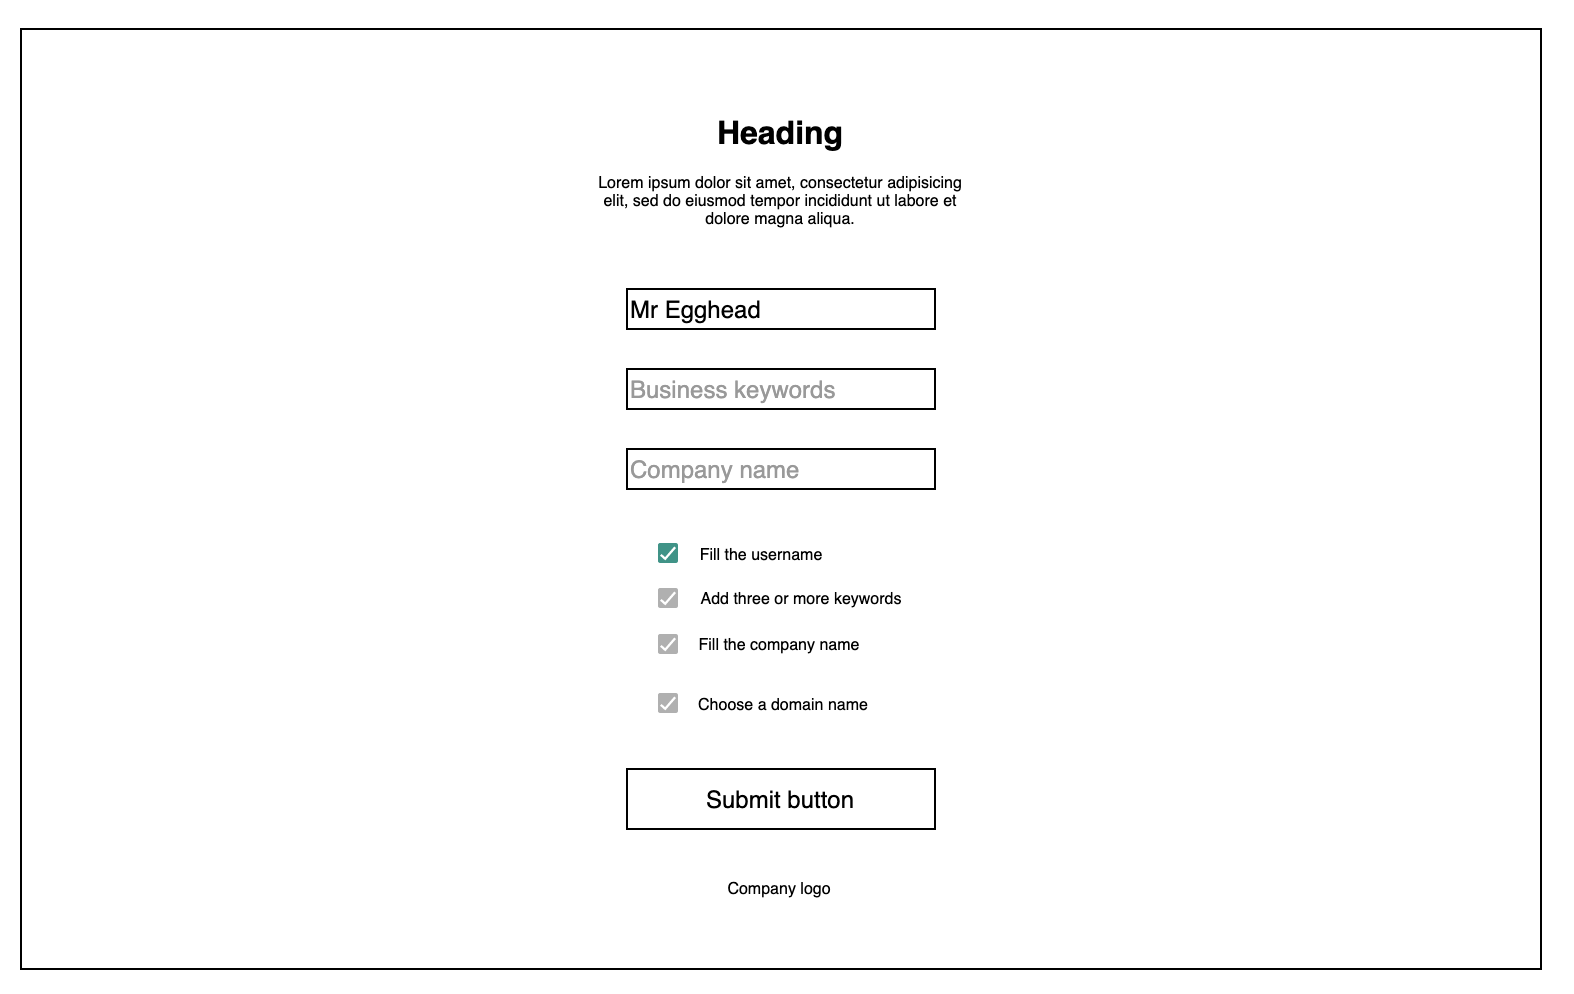 Heading
Lorem ipsum dolor sit amet, consectetur adipisicing
elit, sed do eiusmod tempor incididunt ut labore et
dolore magna aliqua.
Mr Egghead
Business keywords
Company name
Fill the username
Add three or more keywords
Fill the company name
Choose a domain name
Submit button
Company logo